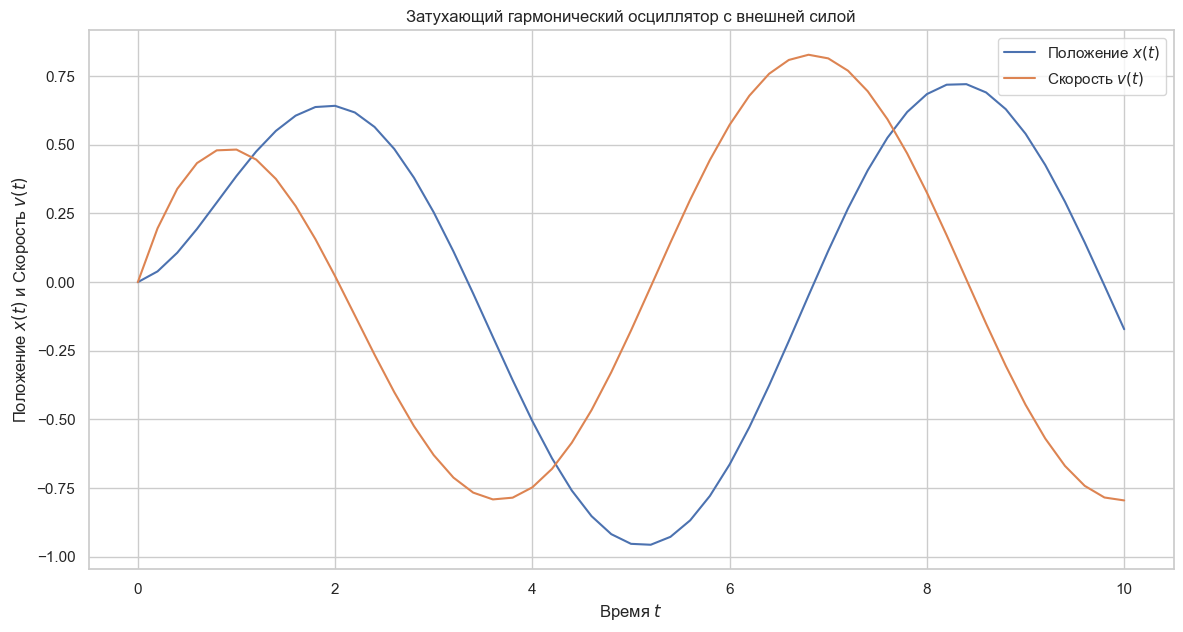 Затухающий гармонический осциллятор с внешней силой
Положение x(t)
Скорость v(t)
Положение x(t) и Скорость v(t)
0.75
0.50
0.25
0.00
−0.25
−0.50
−0.75
−1.00
0 2 4 6 8 10
Время t